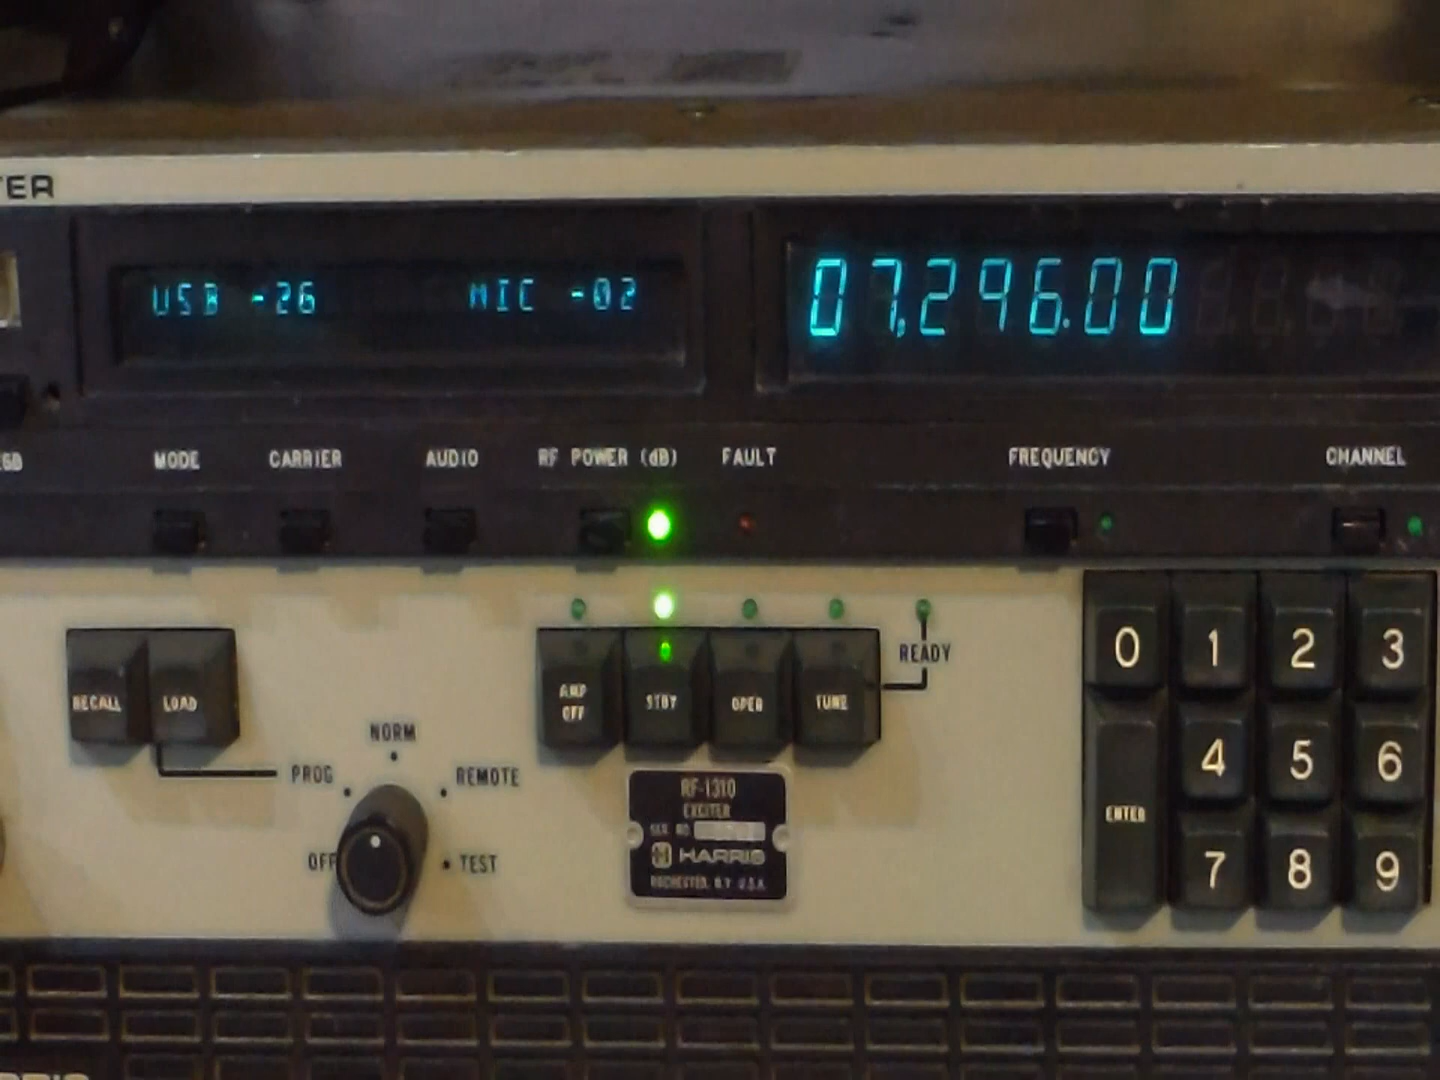 TER
USB -26 MIC -02
07,296.00
MODE CARRIER AUDIO RF POWER (dB) FAULT FREQUENCY CHANNEL
READY
RECALL LOAD
AMP OFF
STBY
OPER
TUNE
NORM
PROG
REMOTE
OFF
TEST
RF-1310
EXCITER
SER. NO.
HARRIS
ROCHESTER, N.Y. U.S.A.
0 1 2 3
4 5 6
ENTER
7 8 9